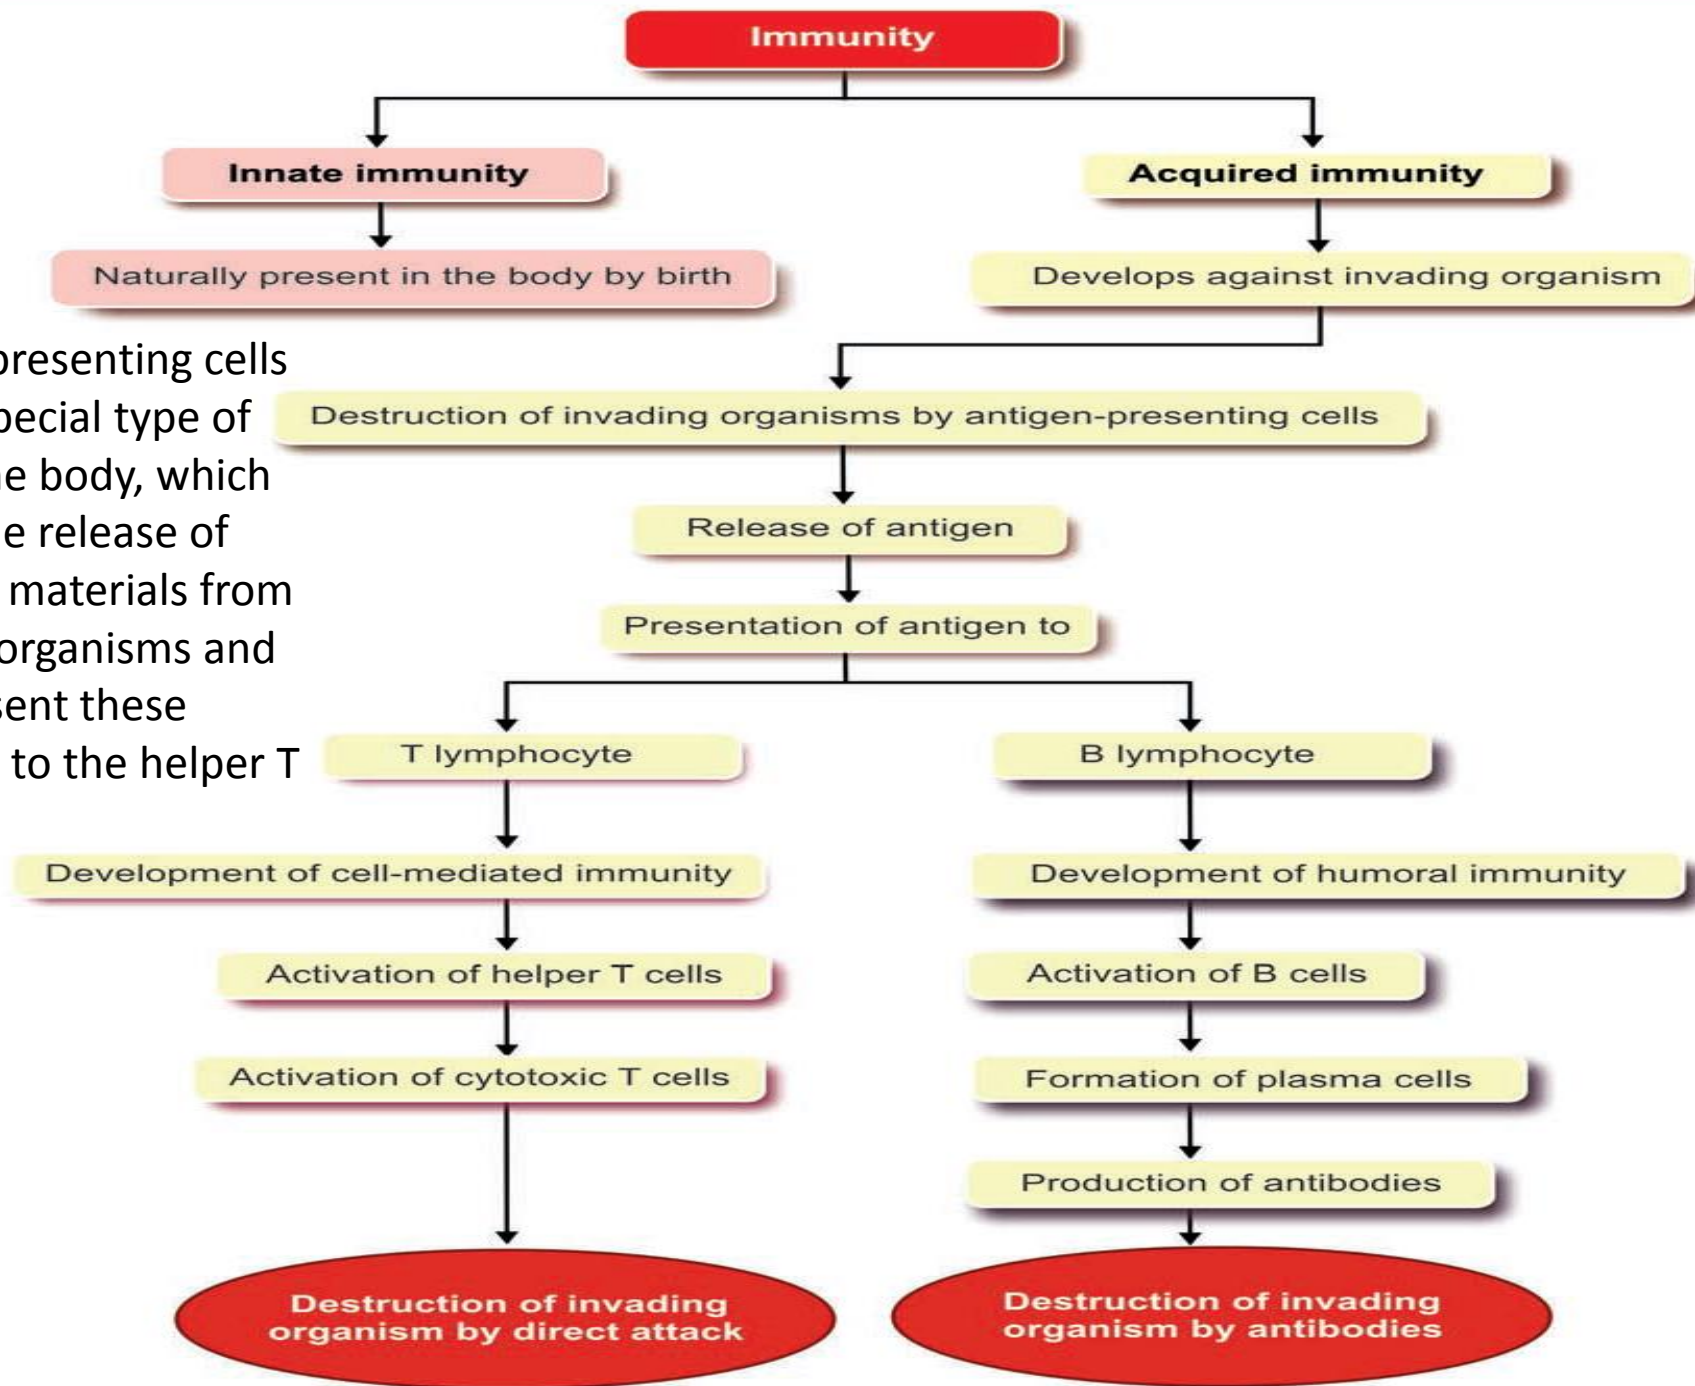 Immunity
Innate immunity
Acquired immunity
Naturally present in the body by birth
Develops against invading organism
presenting cells
pecial type of
ne body, which
e release of
materials from
organisms and
sent these
to the helper T
Destruction of invading organisms by antigen-presenting cells
Release of antigen
Presentation of antigen to
T lymphocyte
B lymphocyte
Development of cell-mediated immunity
Development of humoral immunity
Activation of helper T cells
Activation of B cells
Activation of cytotoxic T cells
Formation of plasma cells
Production of antibodies
Destruction of invading
organism by direct attack
Destruction of invading
organism by antibodies